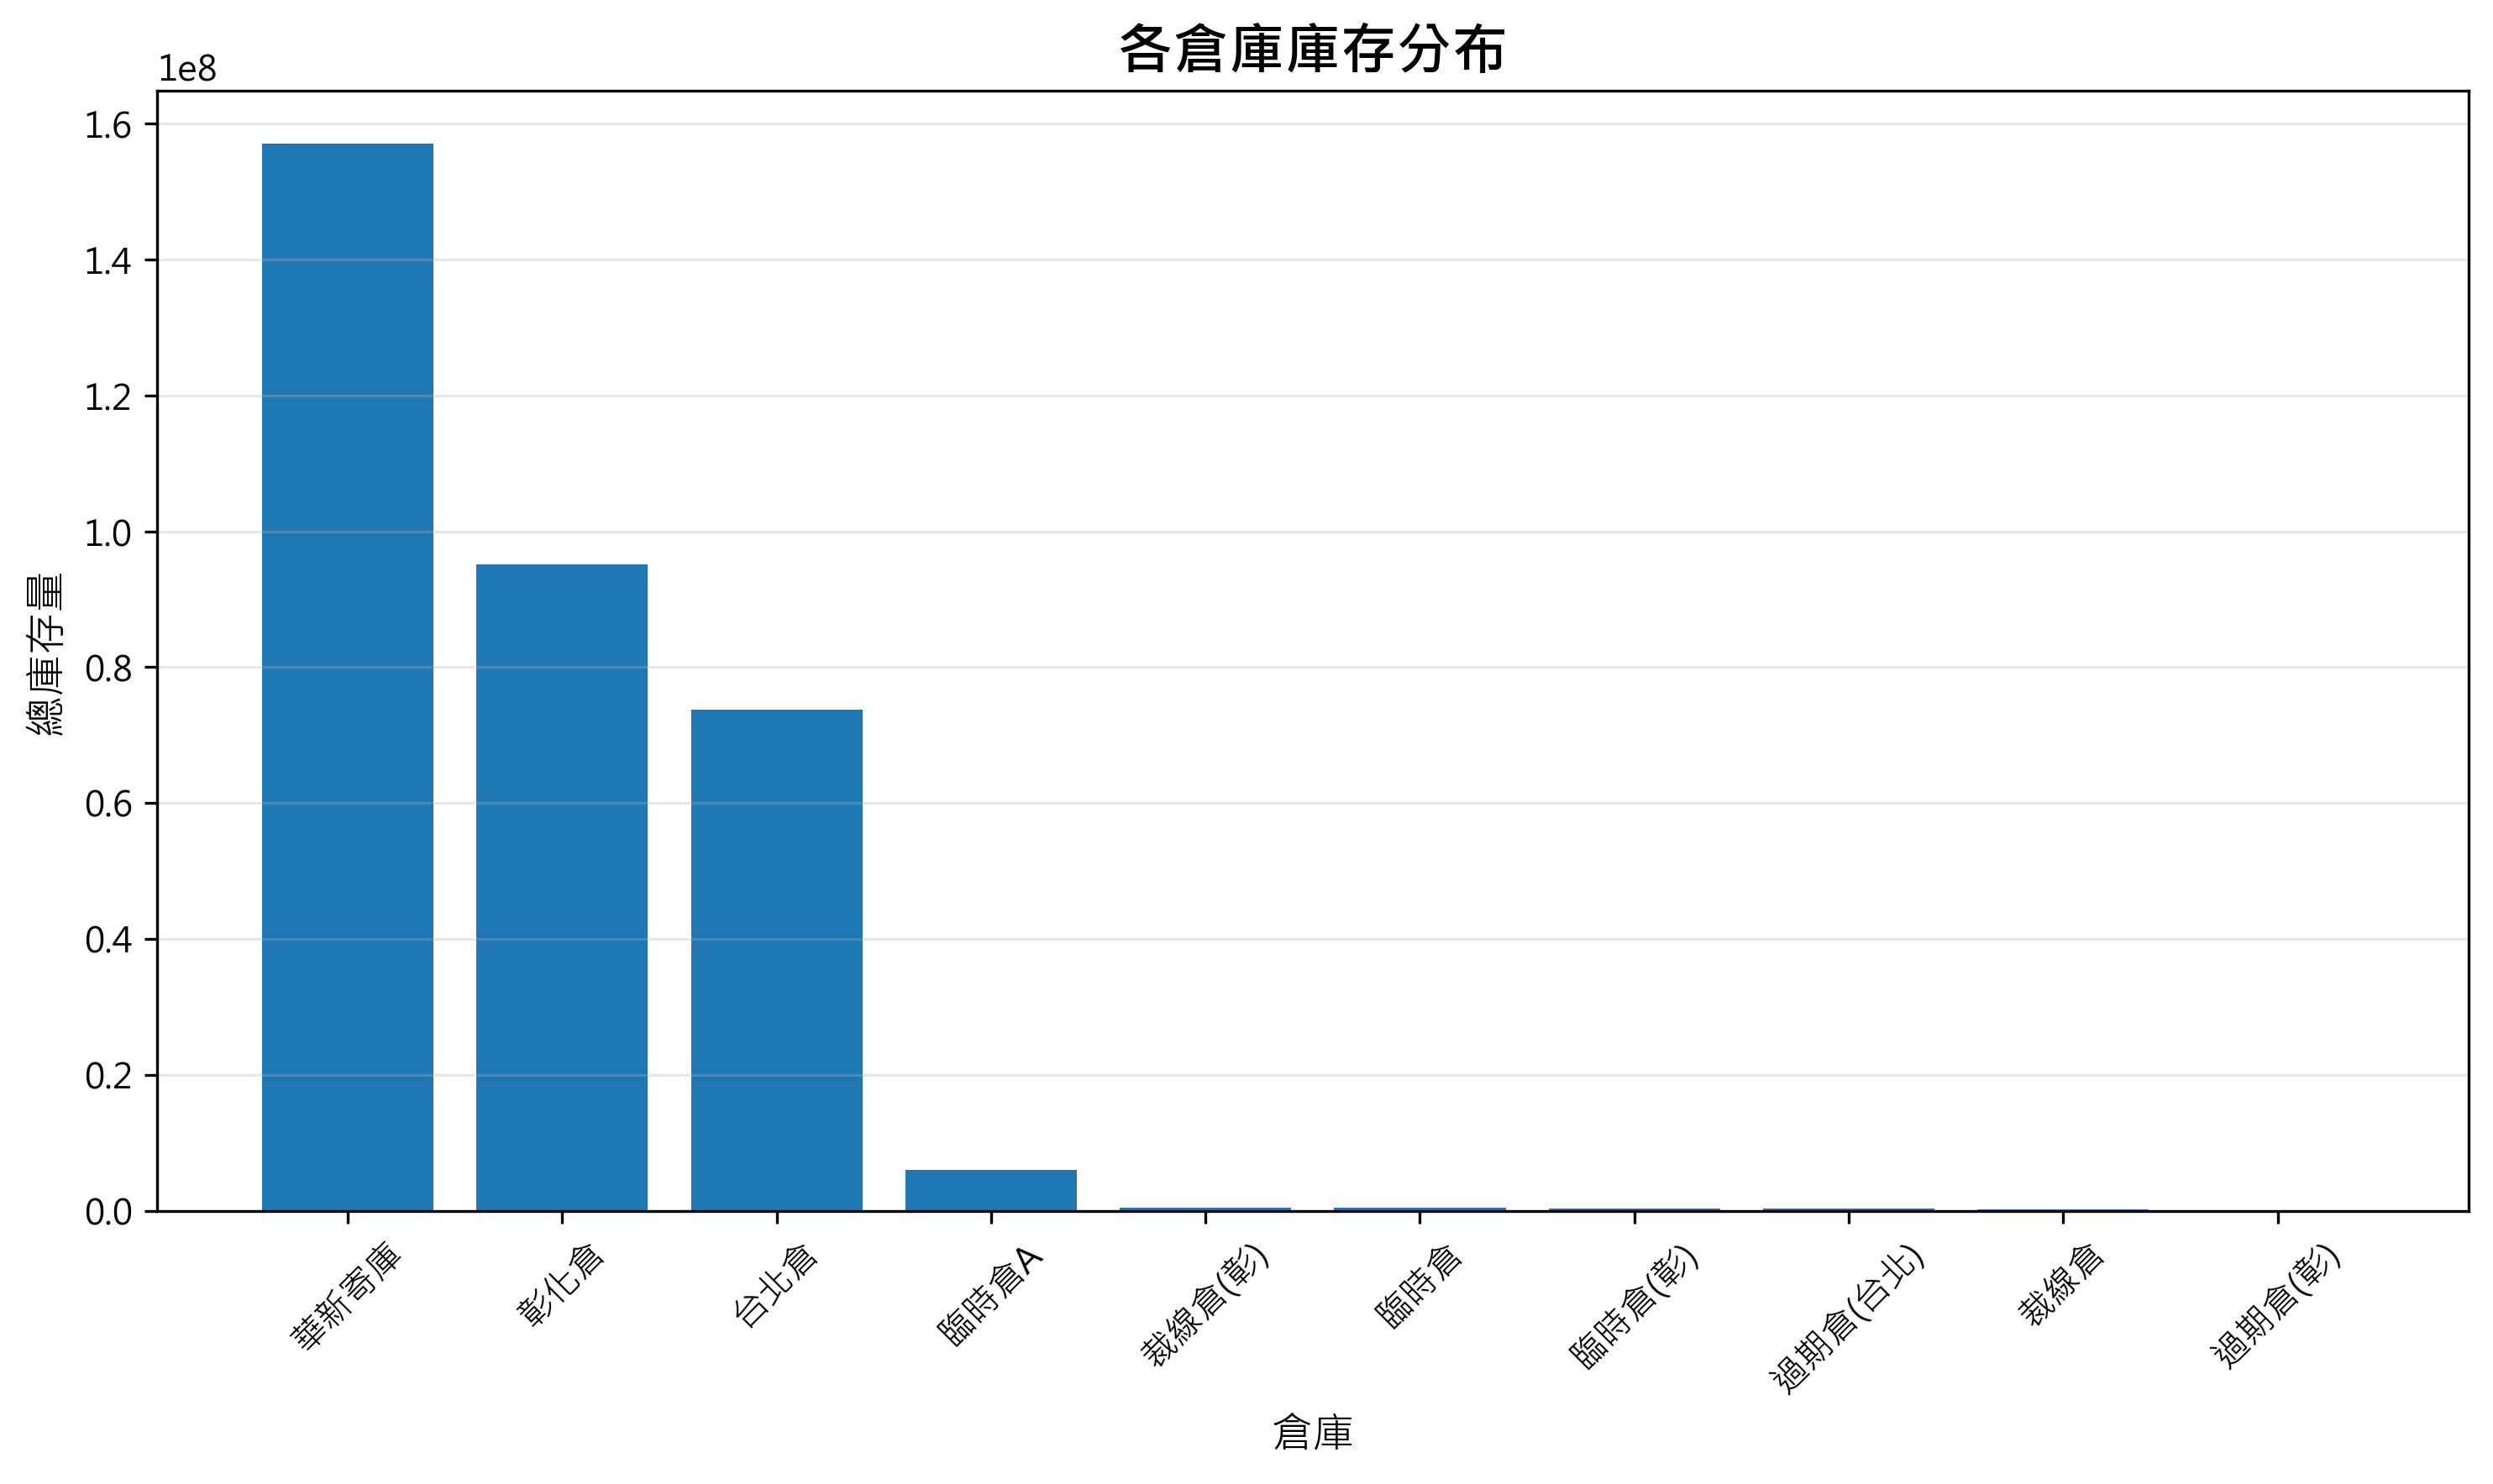 各倉庫庫存分布
1e8
1.6
1.4
1.2
1.0
0.8
0.6
0.4
0.2
0.0
總庫存量
華新寄庫
彰化倉
台北倉
臨時倉A
裁線倉(彰)
臨時倉
臨時倉(彰)
過期倉(台北)
裁線倉
過期倉(彰)
倉庫